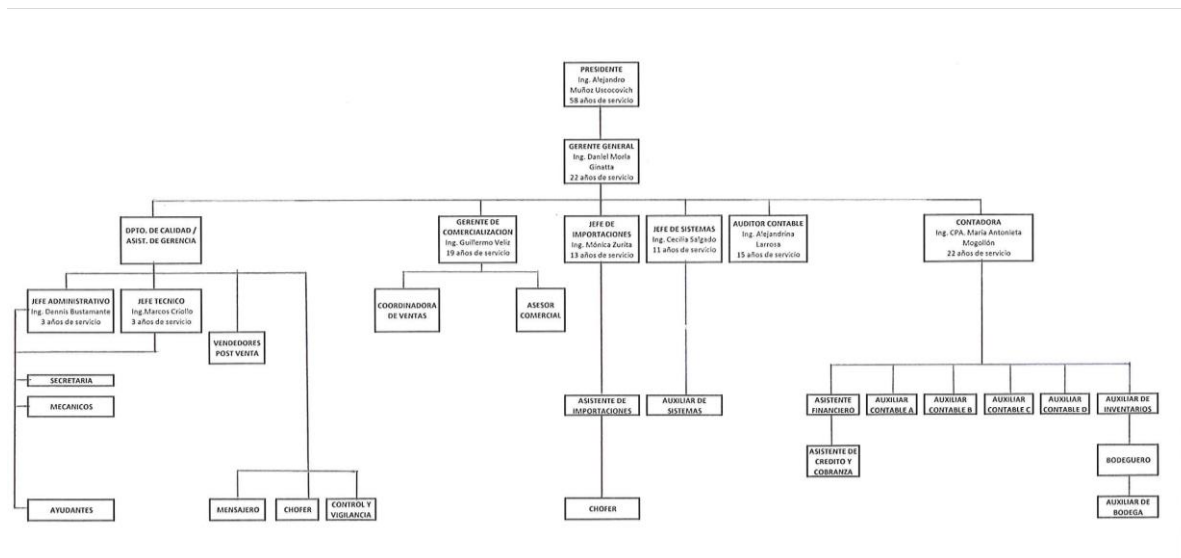 PRESIDENTE
Ing. Alejandro
Muñoz Uscocovich
58 años de servicio
GERENTE GENERAL
Ing. Daniel Morla
Ginatta
22 años de servicio
DPTO. DE CALIDAD /
ASIST. DE GERENCIA
GERENTE DE
COMERCIALIZACION
Ing. Guillermo Veliz
19 años de servicio
JEFE DE
IMPORTACIONES
Ing. Mónica Zurita
13 años de servicio
JEFE DE SISTEMAS
Ing. Cecilia Salgado
11 años de servicio
AUDITOR CONTABLE
Ing. Alejandrina
Larrosa
15 años de servicio
CONTADORA
Ing. CPA. María Antonieta
Mogollón
22 años de servicio
JEFE ADMINISTRATIVO
Ing. Dennis Bustamante
3 años de servicio
JEFE TECNICO
Ing.Marcos Criollo
3 años de servicio
VENDEDORES
POST VENTA
COORDINADORA
DE VENTAS
ASESOR
COMERCIAL
SECRETARIA
MECANICOS
ASISTENTE DE
IMPORTACIONES
AUXILIAR DE
SISTEMAS
ASISTENTE
FINANCIERO
AUXILIAR
CONTABLE A
AUXILIAR
CONTABLE B
AUXILIAR
CONTABLE C
AUXILIAR
CONTABLE D
AUXILIAR DE
INVENTARIOS
ASISTENTE DE
CREDITO Y
COBRANZA
BODEGUERO
AYUDANTES
MENSAJERO
CHOFER
CONTROL Y
VIGILANCIA
CHOFER
AUXILIAR DE
BODEGA